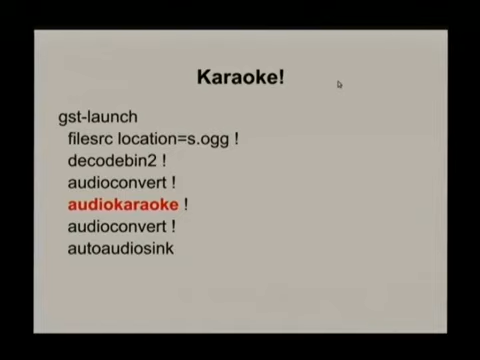 Karaoke!
gst-launch
filesrc location=s.ogg !
decodebin2 !
audioconvert !
audiokaraoke !
audioconvert !
autoaudiosink